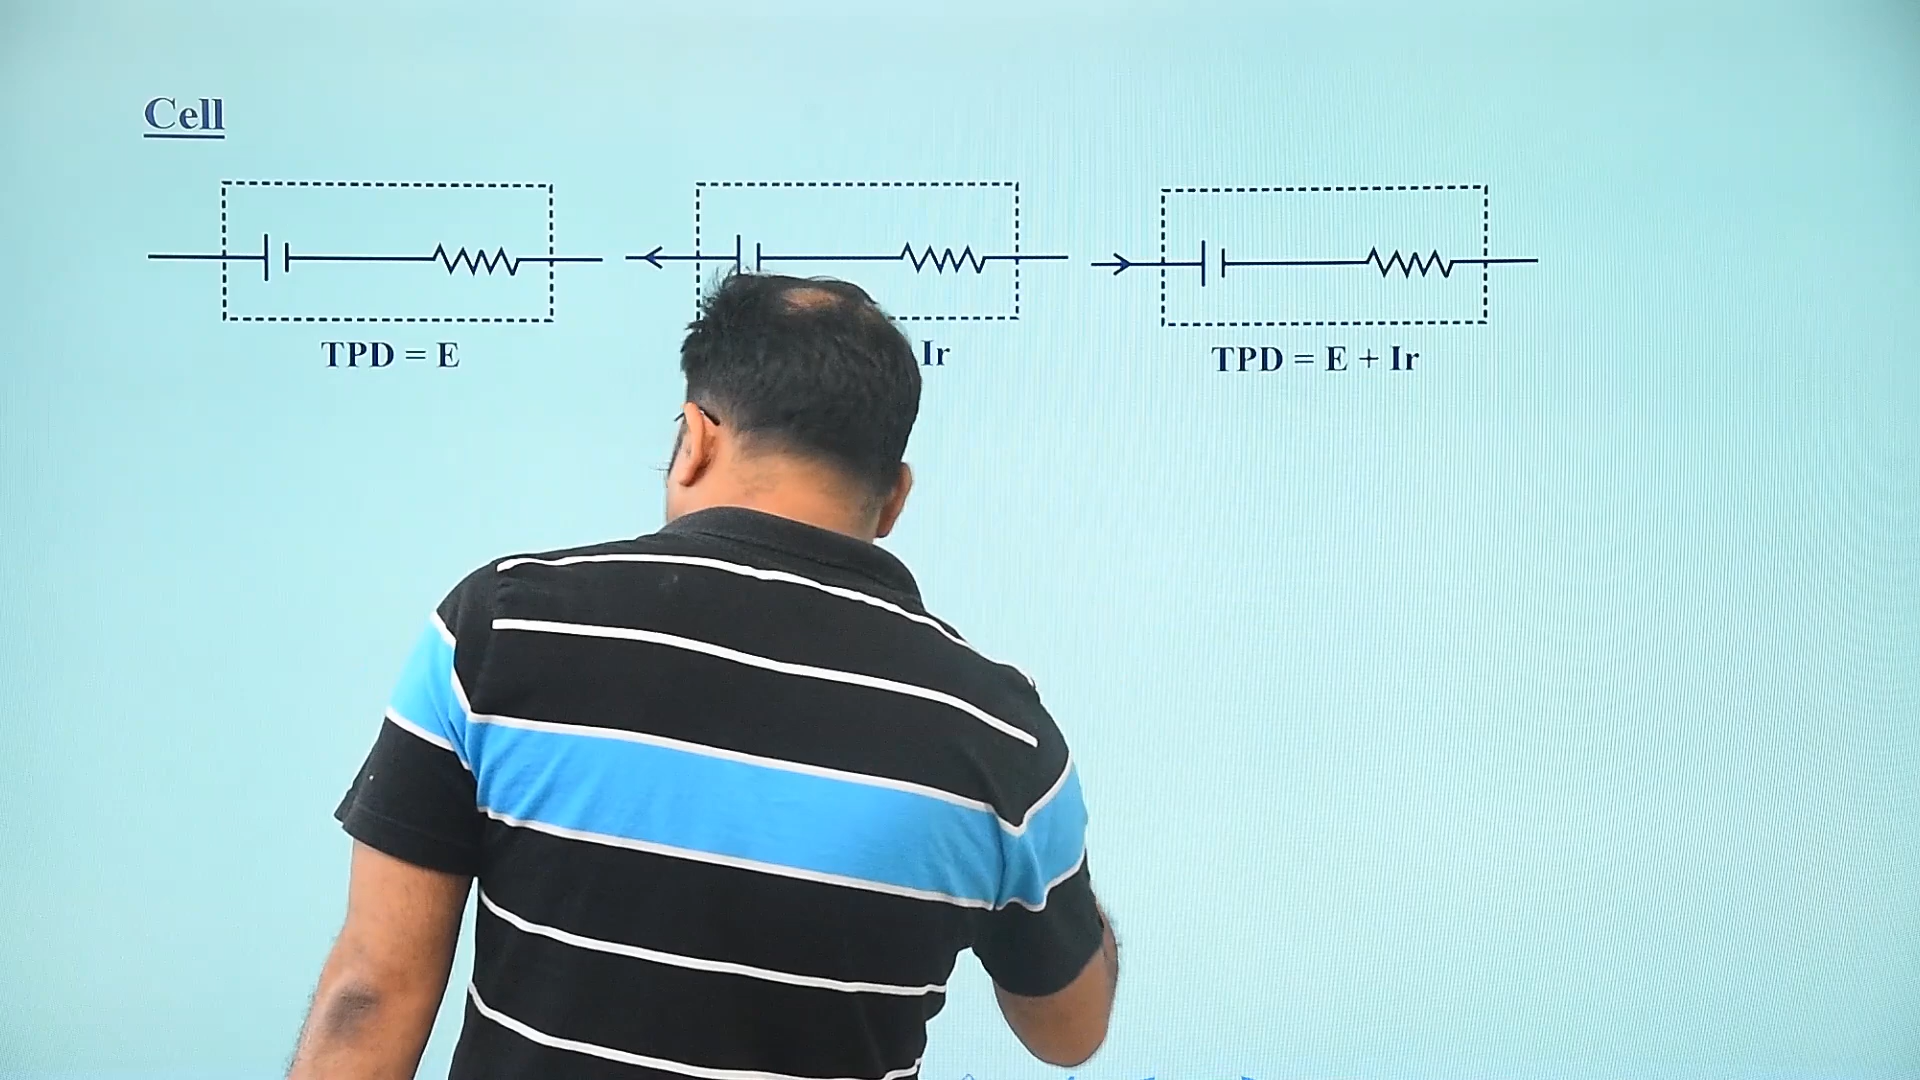 Cell
TPD = E
Ir
TPD = E + Ir